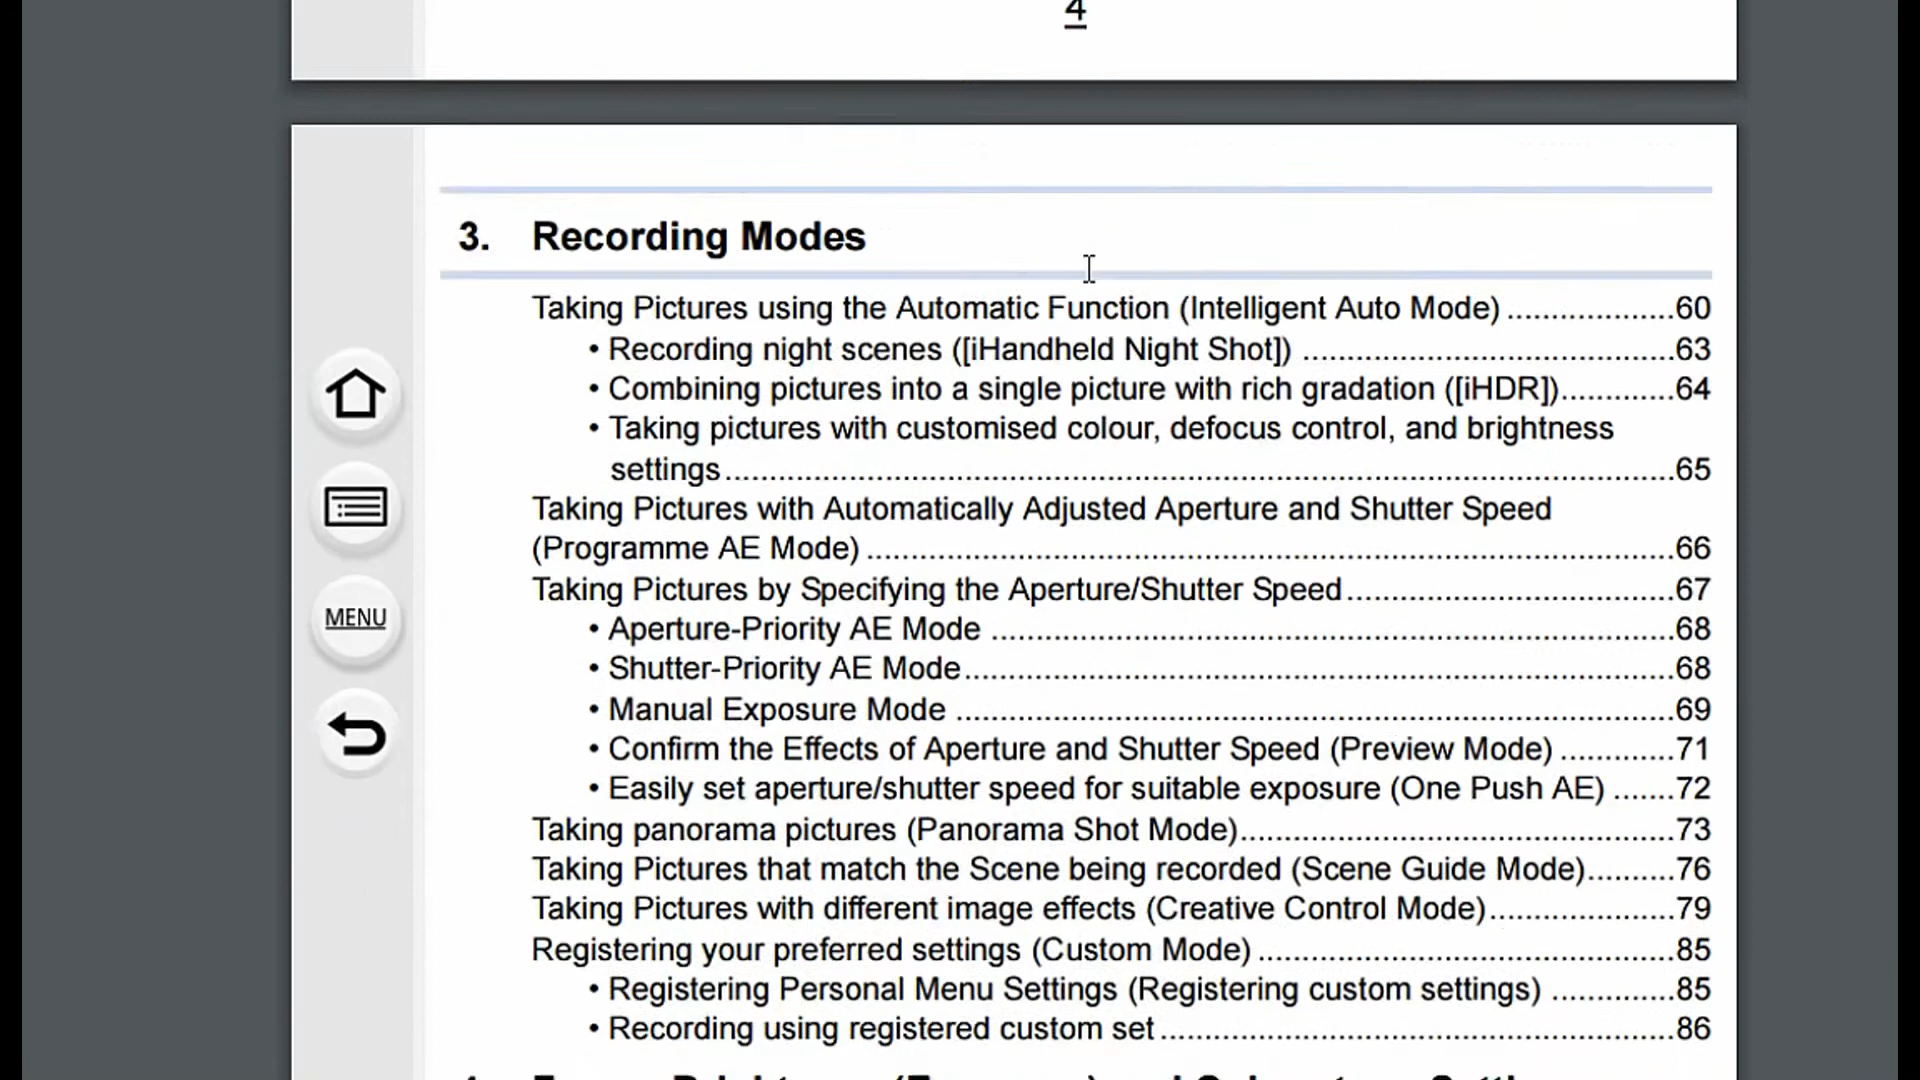 4
3. Recording Modes
Taking Pictures using the Automatic Function (Intelligent Auto Mode) ...................60
• Recording night scenes ([iHandheld Night Shot]) ..........................................63
• Combining pictures into a single picture with rich gradation ([iHDR]).............64
• Taking pictures with customised colour, defocus control, and brightness
settings...........................................................................................................65
Taking Pictures with Automatically Adjusted Aperture and Shutter Speed
(Programme AE Mode) ..........................................................................................66
Taking Pictures by Specifying the Aperture/Shutter Speed.....................................67
• Aperture-Priority AE Mode ..............................................................................68
• Shutter-Priority AE Mode................................................................................68
• Manual Exposure Mode .................................................................................69
• Confirm the Effects of Aperture and Shutter Speed (Preview Mode) .............71
• Easily set aperture/shutter speed for suitable exposure (One Push AE) .......72
MENU
Taking panorama pictures (Panorama Shot Mode).................................................73
Taking Pictures that match the Scene being recorded (Scene Guide Mode)..........76
Taking Pictures with different image effects (Creative Control Mode).....................79
Registering your preferred settings (Custom Mode) ...............................................85
• Registering Personal Menu Settings (Registering custom settings) ..............85
• Recording using registered custom set...........................................................86